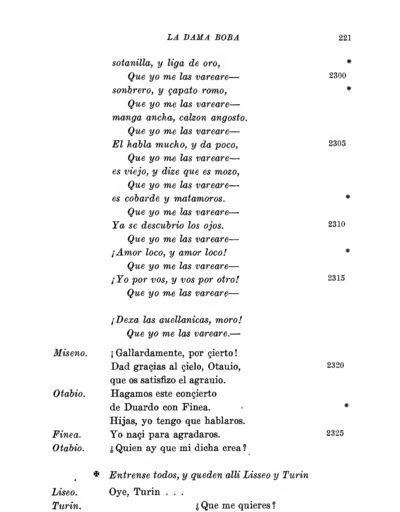 LA DAMA BOBA 221
sotanilla, y liga de oro, *
Que yo me las vareare— 2300
sonbrero, y çapato romo, *
Que yo me las vareare—
manga ancha, calzon angosto.
Que yo me las vareare—
El habla mucho, y da poco, 2305
Que yo me las vareare—
es viejo, y dize que es mozo,
Que yo me las vareare—
es cobarde y matamoros. *
Que yo me las vareare—
Ya se descubrio los ojos. 2310
Que yo me las vareare—
¡Amor loco, y amor loco! *
Que yo me las vareare—
¡Yo por vos, y vos por otro! 2315
Que yo me las vareare—
¡Dexa las auellanicas, moro!
Que yo me las vareare.—
Miseno. ¡Gallardamente, por çierto!
Dad graçias al çielo, Otauio, 2320
que os satisfizo el agrauio.
Otabio. Hagamos este conçierto
de Duardo con Finea. *
Hijas, yo tengo que hablaros.
Finea. Yo naçi para agradaros. 2325
Otabio. ¿Quien ay que mi dicha crea?
✠ Entrense todos, y queden alli Lisseo y Turin
Liseo. Oye, Turin . . .
Turin. ¿Que me quieres?